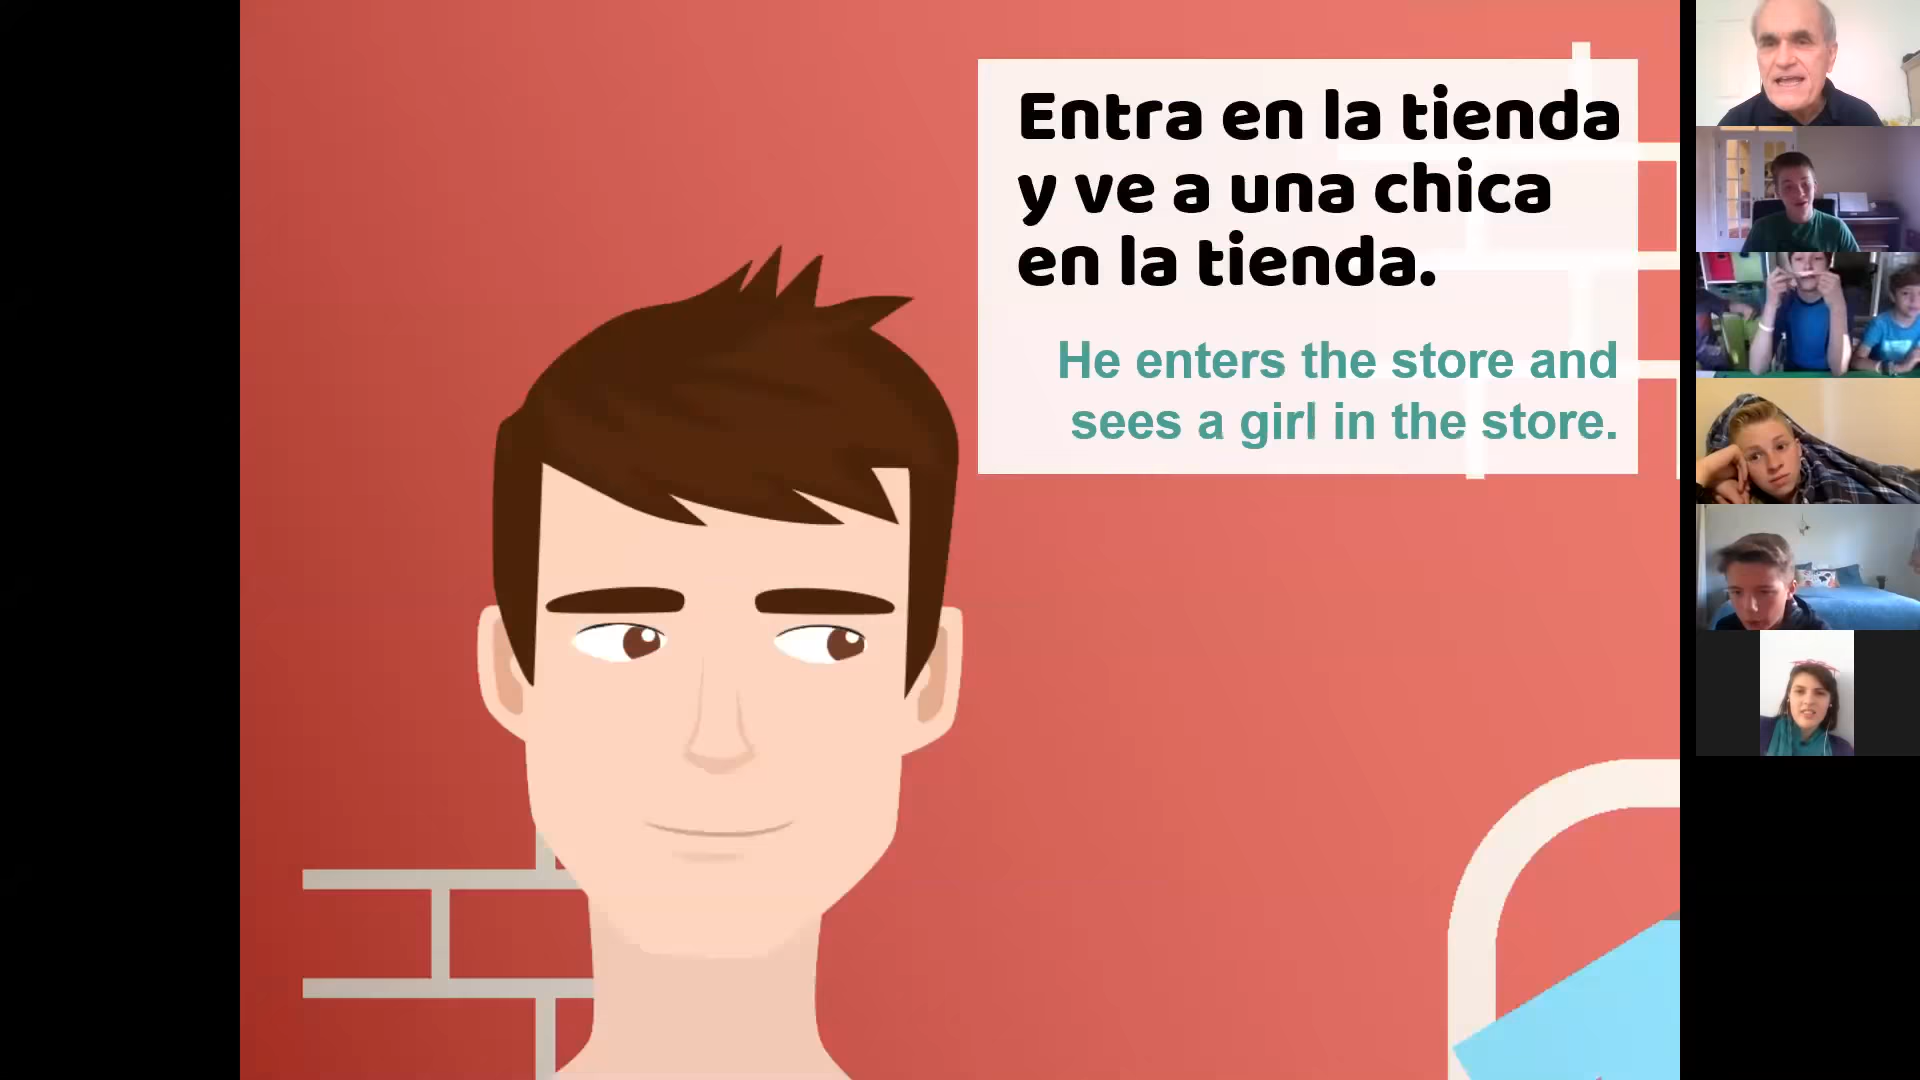 Entra en la tienda
y ve a una chica
en la tienda.
He enters the store and
sees a girl in the store.